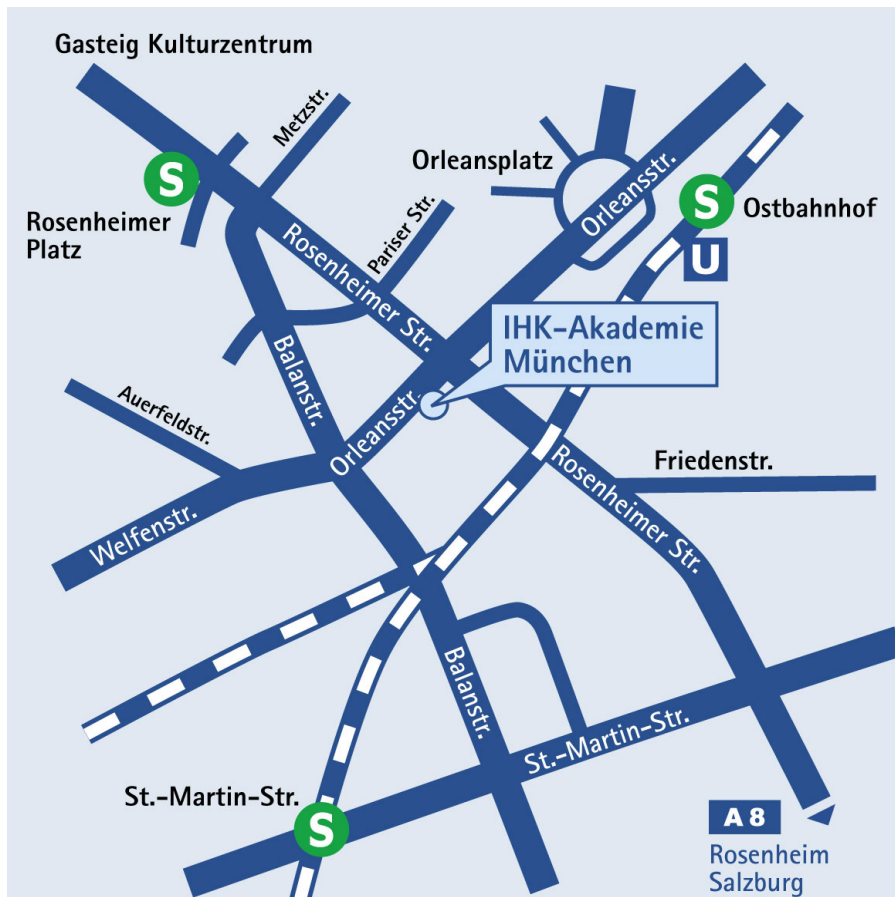 Gasteig Kulturzentrum
Metzstr.
Orleansplatz
Orleansstr.
S
S
Ostbahnhof
Rosenheimer
Platz
Pariser Str.
U
Rosenheimer Str.
IHK-Akademie
München
Balanstr.
Auerfeldstr.
Orleansstr.
Friedenstr.
Rosenheimer Str.
Welfenstr.
Balanstr.
St.-Martin-Str.
St.-Martin-Str.
S
A 8
Rosenheim
Salzburg